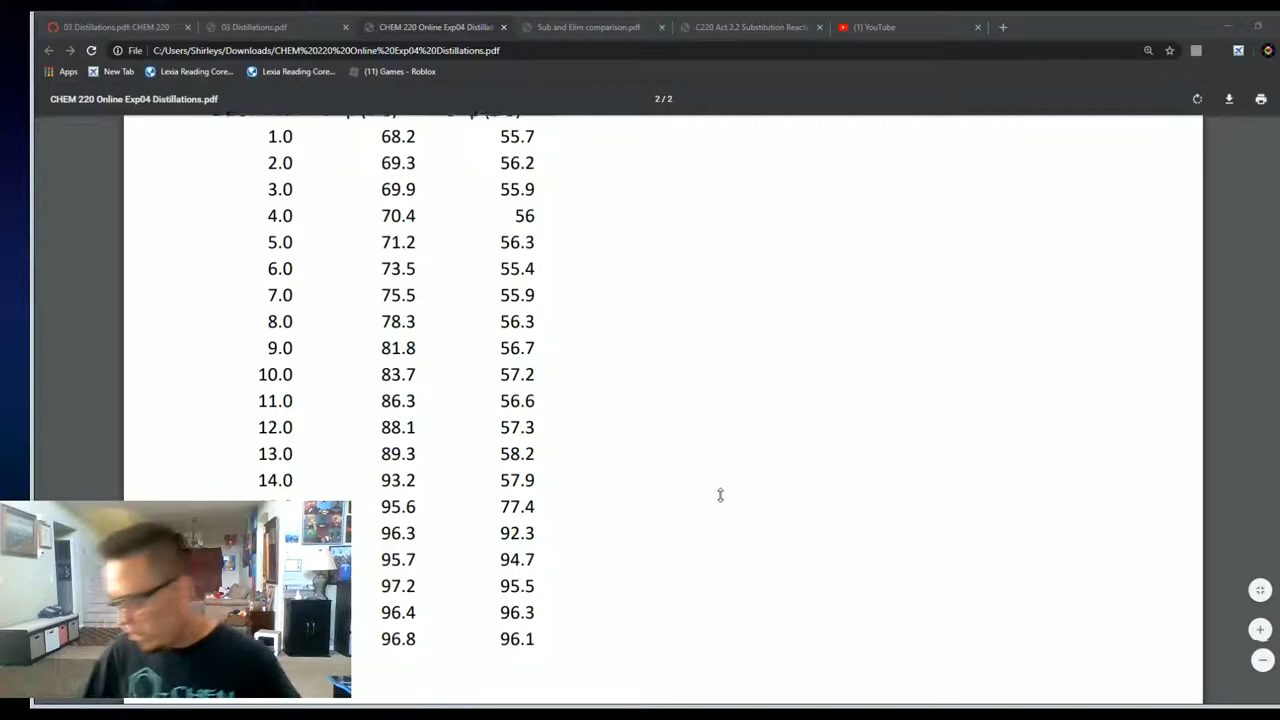 03 Distillations.pdf: CHEM 220
03 Distillations.pdf
CHEM 220 Online Exp04 Distillati
Sub and Elim comparison.pdf
C220 Act 2.2 Substitution React
(1) YouTube
File
C:/Users/Shirleys/Downloads/CHEM%20220%20Online%20Exp04%20Distillations.pdf
Apps
New Tab
Lexia Reading Core...
Lexia Reading Core...
(11) Games - Roblox
CHEM 220 Online Exp04 Distillations.pdf
2 / 2
1.0 68.2 55.7
2.0 69.3 56.2
3.0 69.9 55.9
4.0 70.4 56
5.0 71.2 56.3
6.0 73.5 55.4
7.0 75.5 55.9
8.0 78.3 56.3
9.0 81.8 56.7
10.0 83.7 57.2
11.0 86.3 56.6
12.0 88.1 57.3
13.0 89.3 58.2
14.0 93.2 57.9
95.6 77.4
96.3 92.3
95.7 94.7
97.2 95.5
96.4 96.3
96.8 96.1